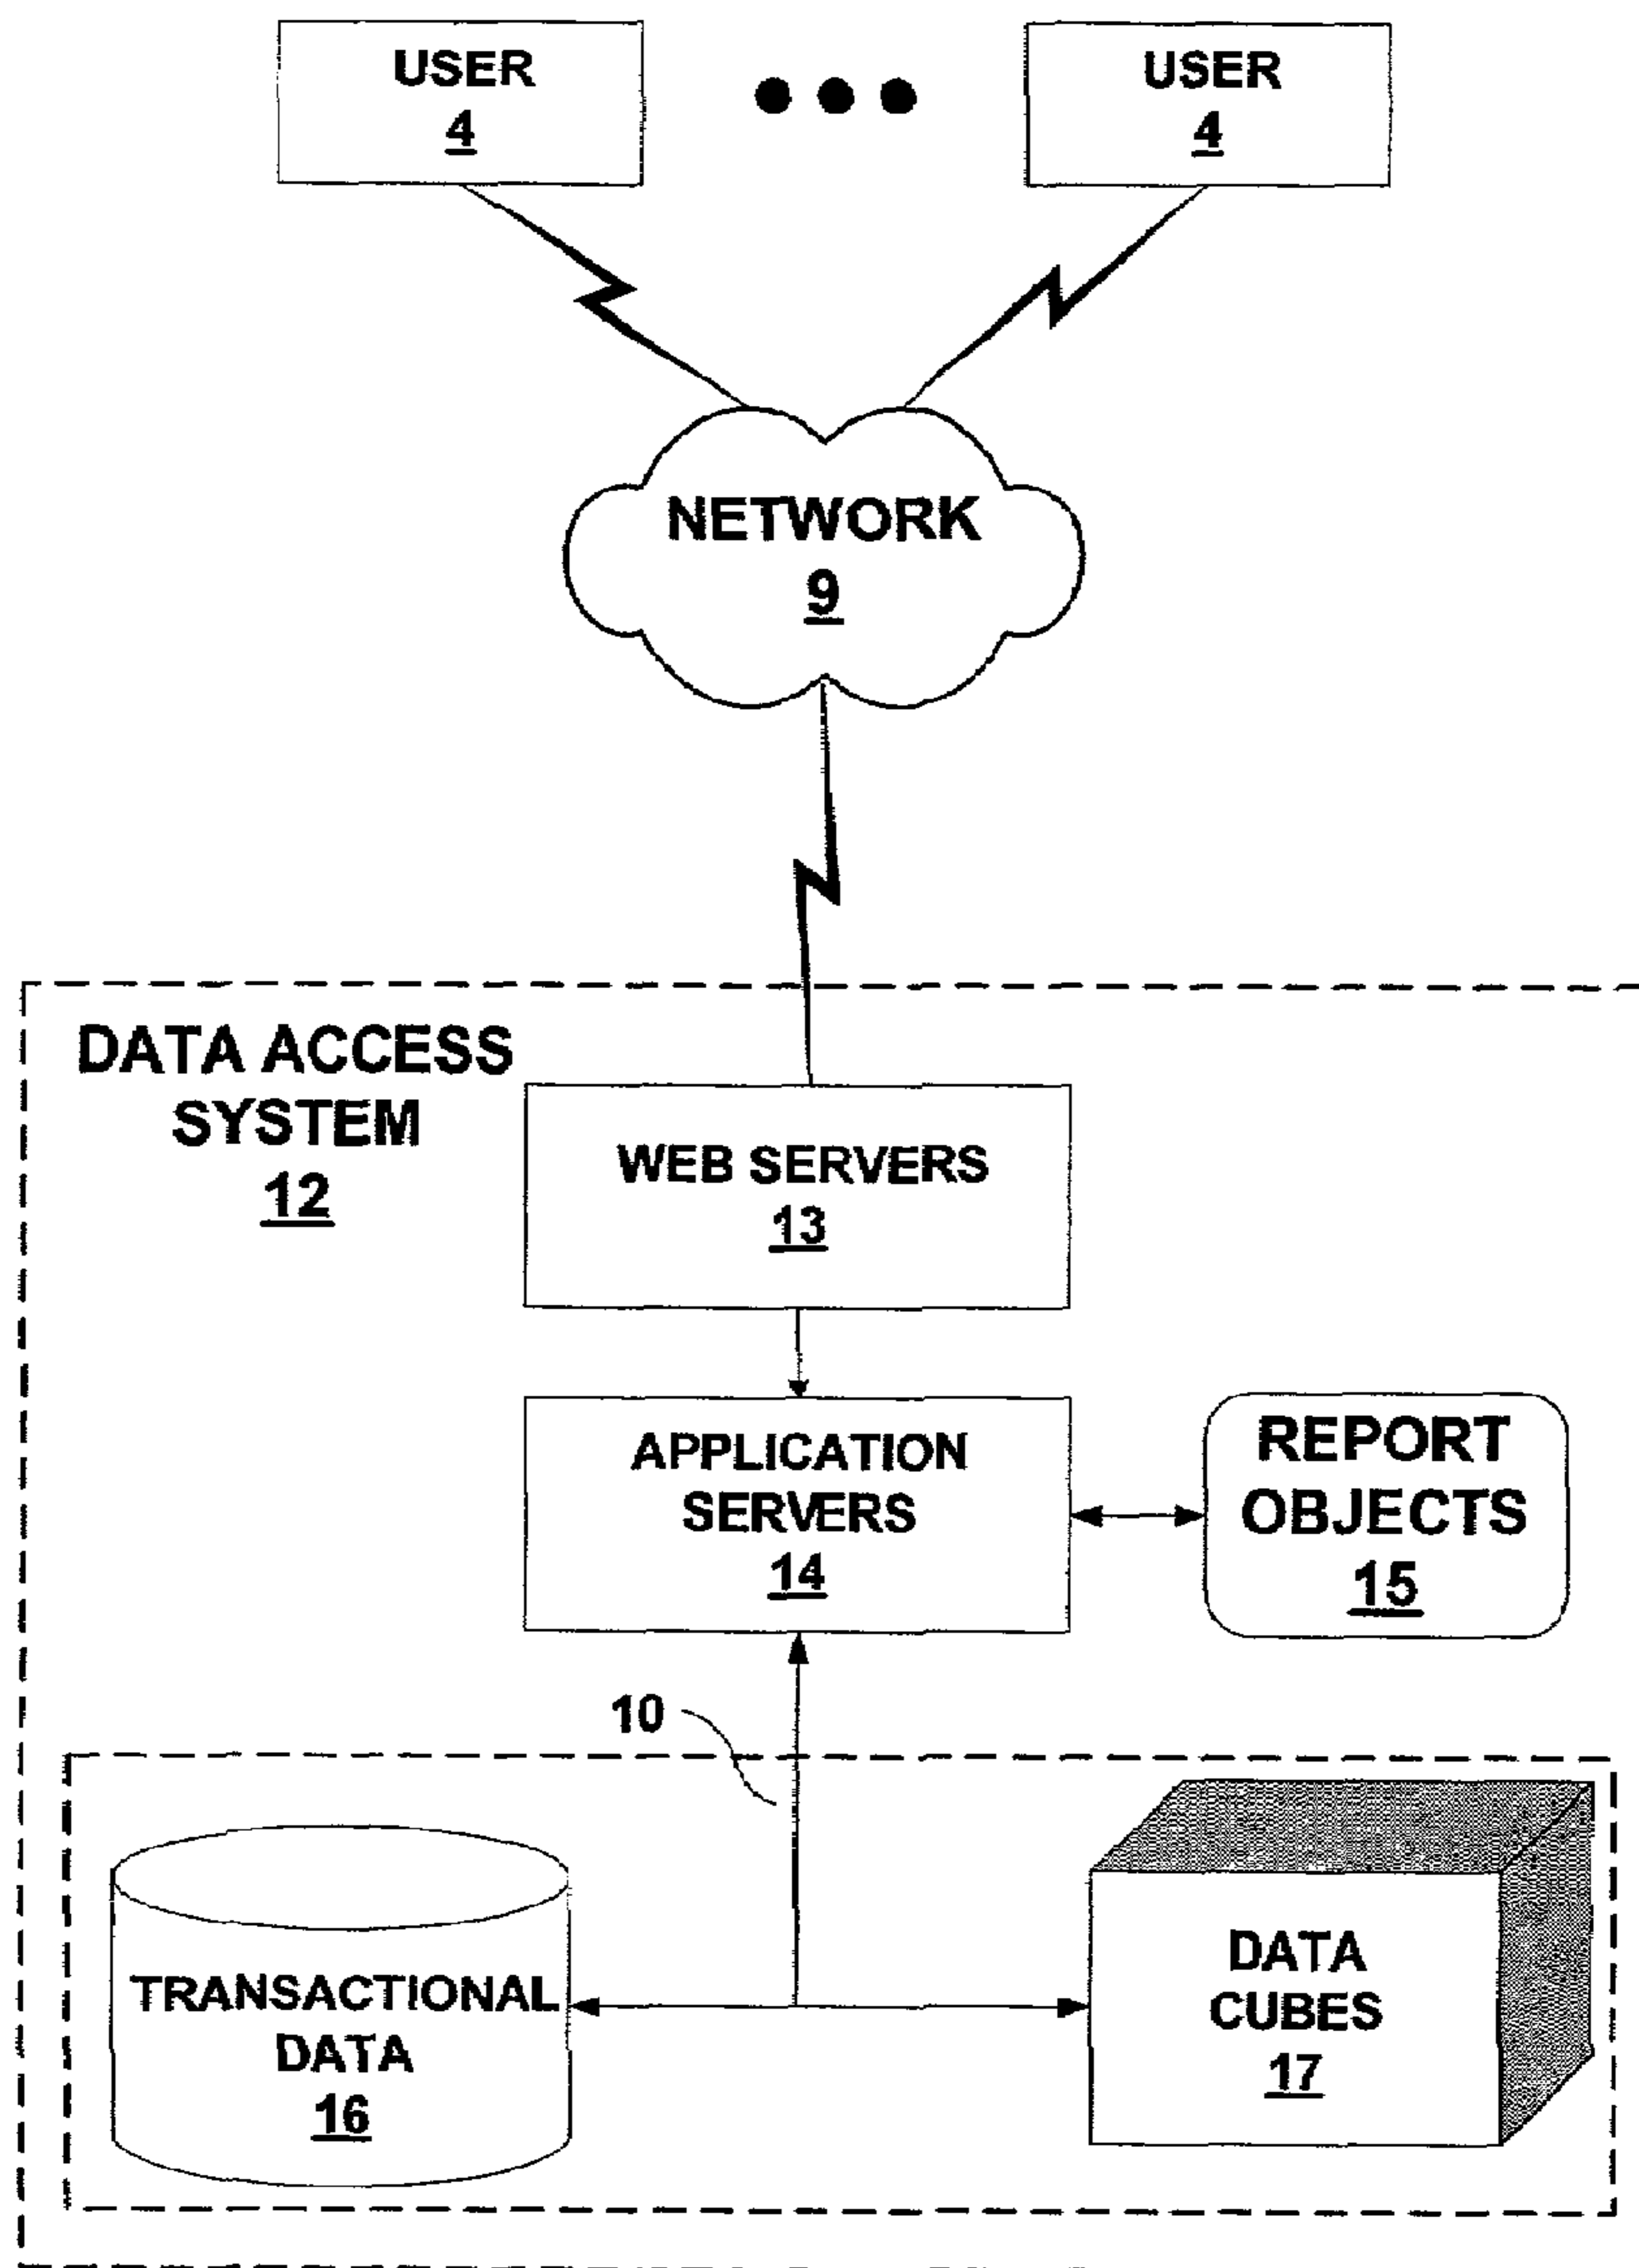 USER
4
USER
4
NETWORK
9
DATA ACCESS
SYSTEM
12
WEB SERVERS
13
APPLICATION
SERVERS
14
REPORT
OBJECTS
15
10
TRANSACTIONAL
DATA
16
DATA
CUBES
17